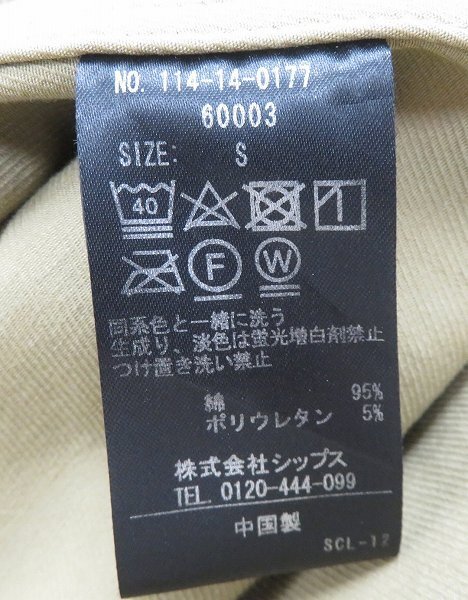 NO. 114-14-0177
60003
SIZE: S
40
F W
同系色と一緒に洗う
生成り、淡色は蛍光増白剤禁止
つけ置き洗い禁止
綿 95%
ポリウレタン 5%
株式会社シップス
TEL. 0120-444-099
中国製
SCL-12